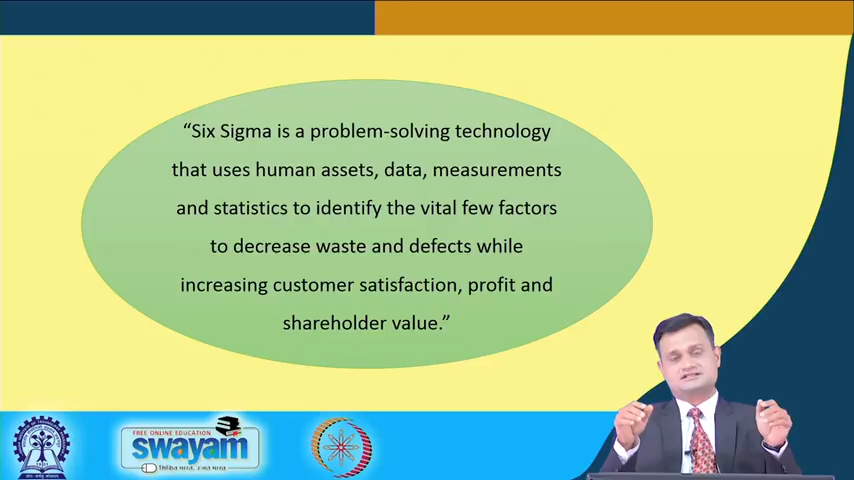 “Six Sigma is a problem-solving technology
that uses human assets, data, measurements
and statistics to identify the vital few factors
to decrease waste and defects while
increasing customer satisfaction, profit and
shareholder value.”
FREE ONLINE EDUCATION
swayam